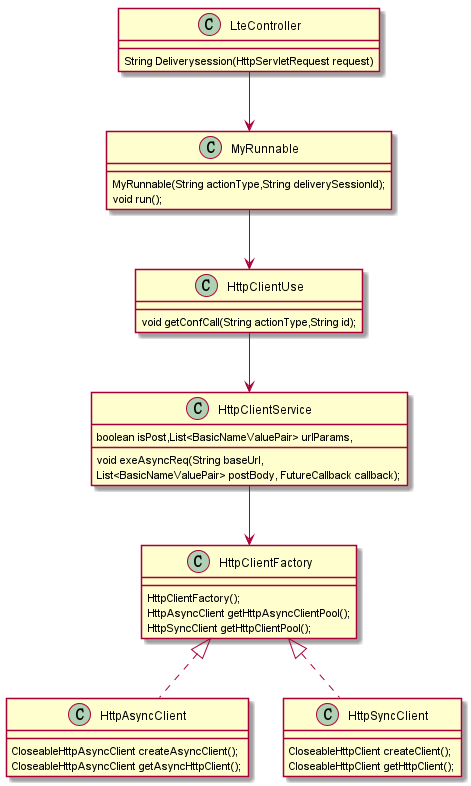 C LteController
String Deliverysession(HttpServletRequest request)
C MyRunnable
MyRunnable(String actionType,String deliverySessionId);
void run();
C HttpClientUse
void getConfCall(String actionType,String id);
C HttpClientService
boolean isPost,List<BasicNameValuePair> urlParams,
void exeAsyncReq(String baseUrl,
List<BasicNameValuePair> postBody, FutureCallback callback);
C HttpClientFactory
HttpClientFactory();
HttpAsyncClient getHttpAsyncClientPool();
HttpSyncClient getHttpClientPool();
C HttpAsyncClient
CloseableHttpAsyncClient createAsyncClient();
CloseableHttpAsyncClient getAsyncHttpClient();
C HttpSyncClient
CloseableHttpClient createClient();
CloseableHttpClient getHttpClient();